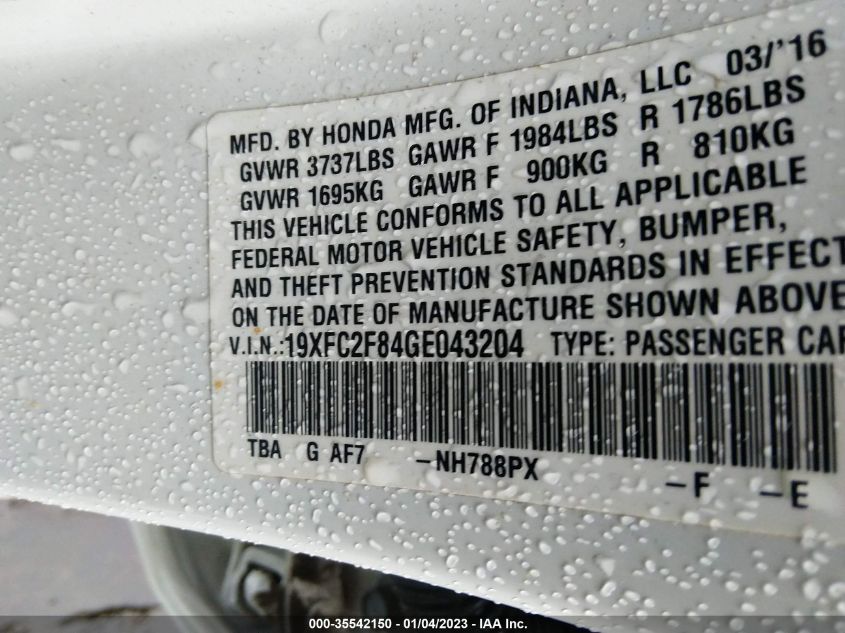 MFD. BY HONDA MFG. OF INDIANA, LLC 03/'16
GVWR 3737LBS GAWR F 1984LBS R 1786LBS
GVWR 1695KG GAWR F 900KG R 810KG
THIS VEHICLE CONFORMS TO ALL APPLICABLE
FEDERAL MOTOR VEHICLE SAFETY, BUMPER,
AND THEFT PREVENTION STANDARDS IN EFFECT
ON THE DATE OF MANUFACTURE SHOWN ABOVE
V.I.N.:19XFC2F84GE043204 TYPE: PASSENGER CAR
TBA G AF7 -NH788PX -F -E
000-35542150 — 01/04/2023 — IAA Inc.